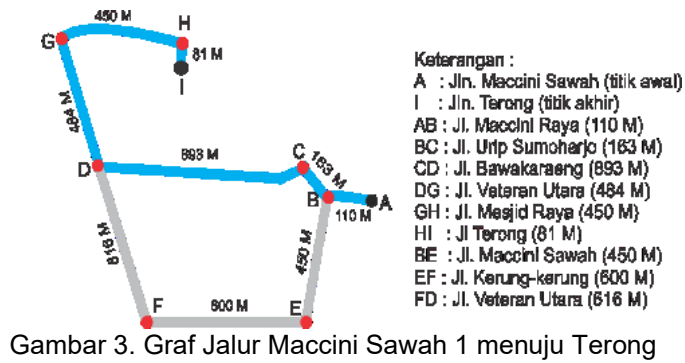 450 M
H
G
81 M
I
484 M
893 M
C
163 M
D
B
A
110 M
616 M
450 M
F
600 M
E
Keterangan :
A : Jln. Maccini Sawah (titik awal)
I : Jln. Terong (titik akhir)
AB : Jl. Maccini Raya (110 M)
BC : Jl. Urip Sumoharjo (163 M)
CD : Jl. Bawakaraeng (893 M)
DG : Jl. Veteran Utara (484 M)
GH : Jl. Mesjid Raya (450 M)
HI : Jl Terong (81 M)
BE : Jl. Maccini Sawah (450 M)
EF : Jl. Kerung-kerung (600 M)
FD : Jl. Veteran Utara (616 M)
Gambar 3. Graf Jalur Maccini Sawah 1 menuju Terong